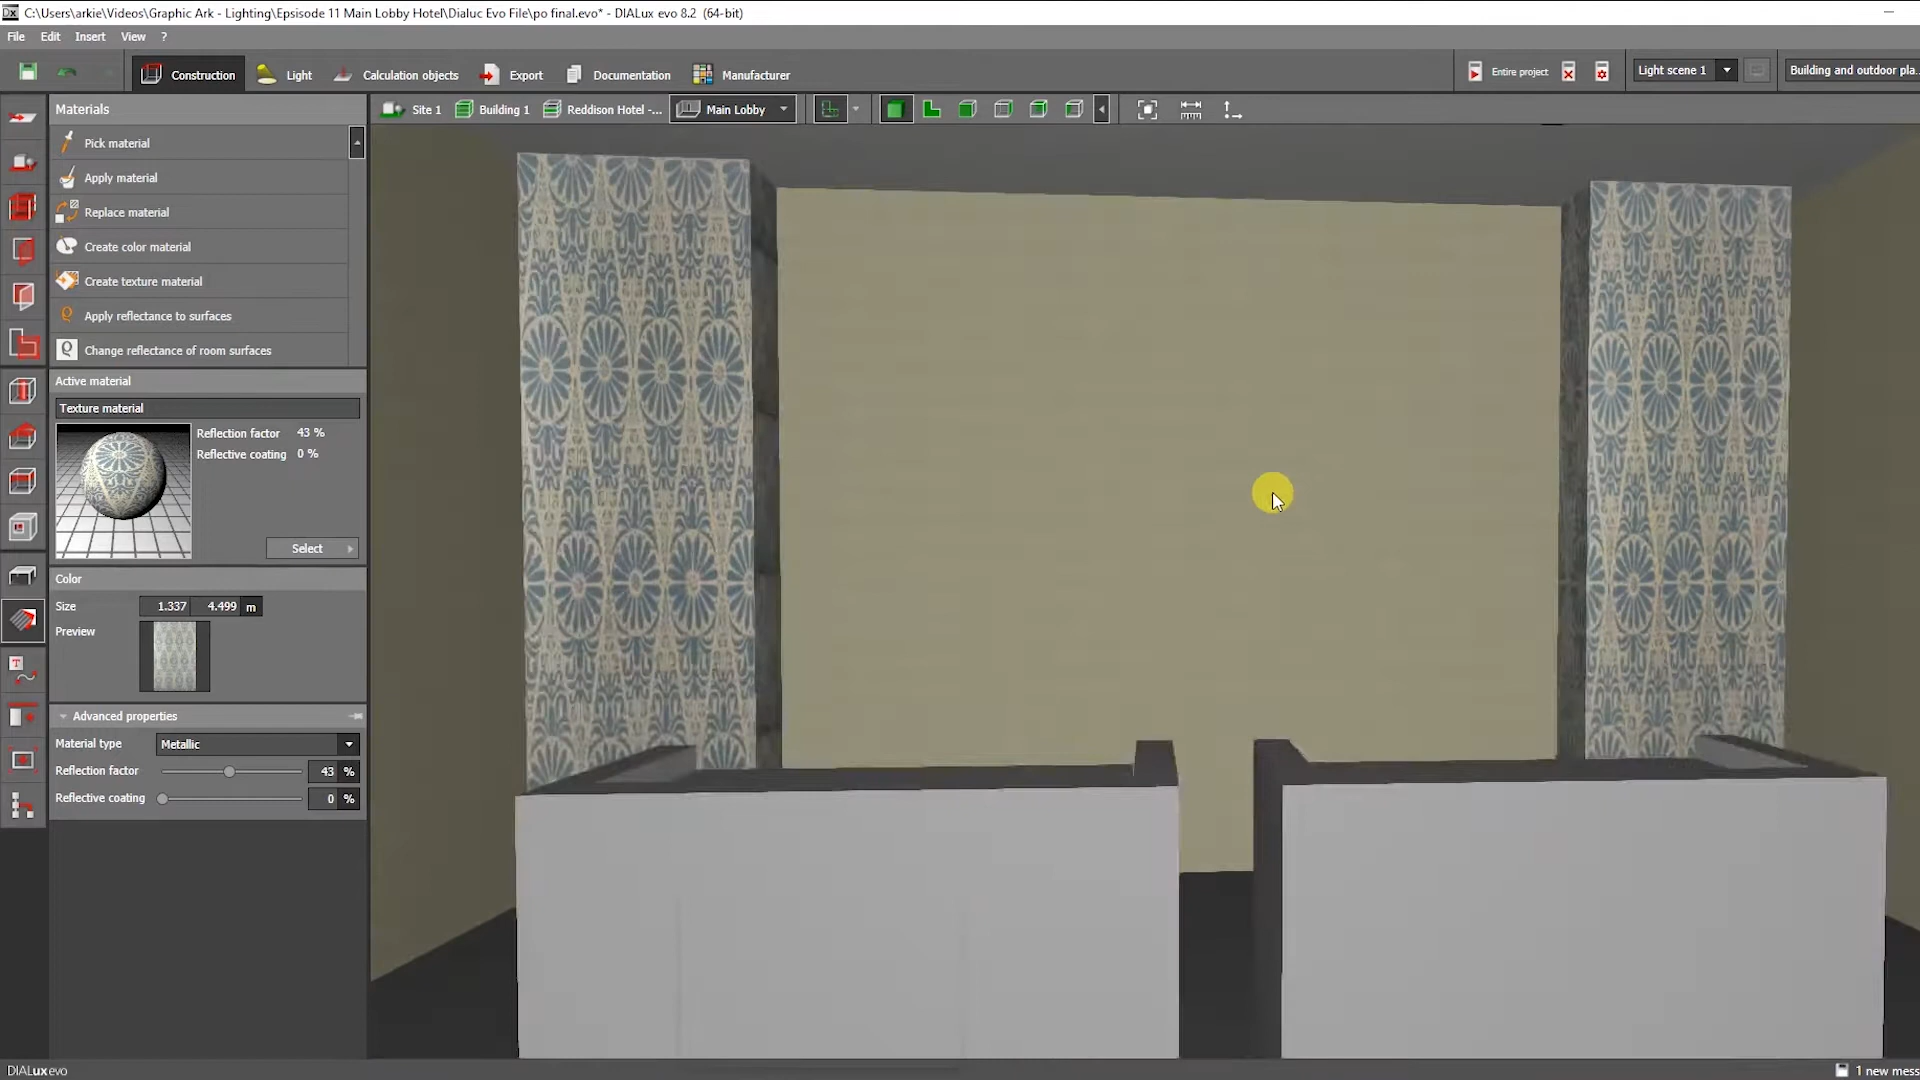 Dx C:\Users\arkie\Videos\Graphic Ark - Lighting\Epsisode 11 Main Lobby Hotel\Dialuc Evo File\po final.evo* - DIALux evo 8.2 (64-bit)
File Edit Insert View ?
Construction Light Calculation objects Export Documentation Manufacturer Entire project Light scene 1 Building and outdoor pla...
Materials Site 1 Building 1 Reddison Hotel -... Main Lobby
Pick material
Apply material
Replace material
Create color material
Create texture material
Apply reflectance to surfaces
Change reflectance of room surfaces
Active material
Texture material
Reflection factor 43 %
Reflective coating 0 %
Select
Color
Size 1.337 4.499 m
Preview
Advanced properties
Material type Metallic
Reflection factor 43 %
Reflective coating 0 %
DIALux evo 1 new mess